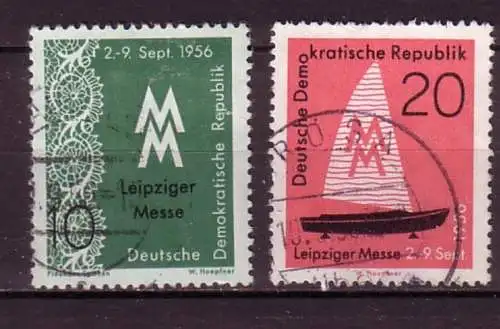 2.-9. Sept. 1956
MM
Leipziger
Messe
10
Deutsche
Demokratische Republik
W. Hoepfner
Deutsche Demokratische Republik
20
MM
1956
Leipziger Messe 2.-9. Sept.
W. Hoepfner